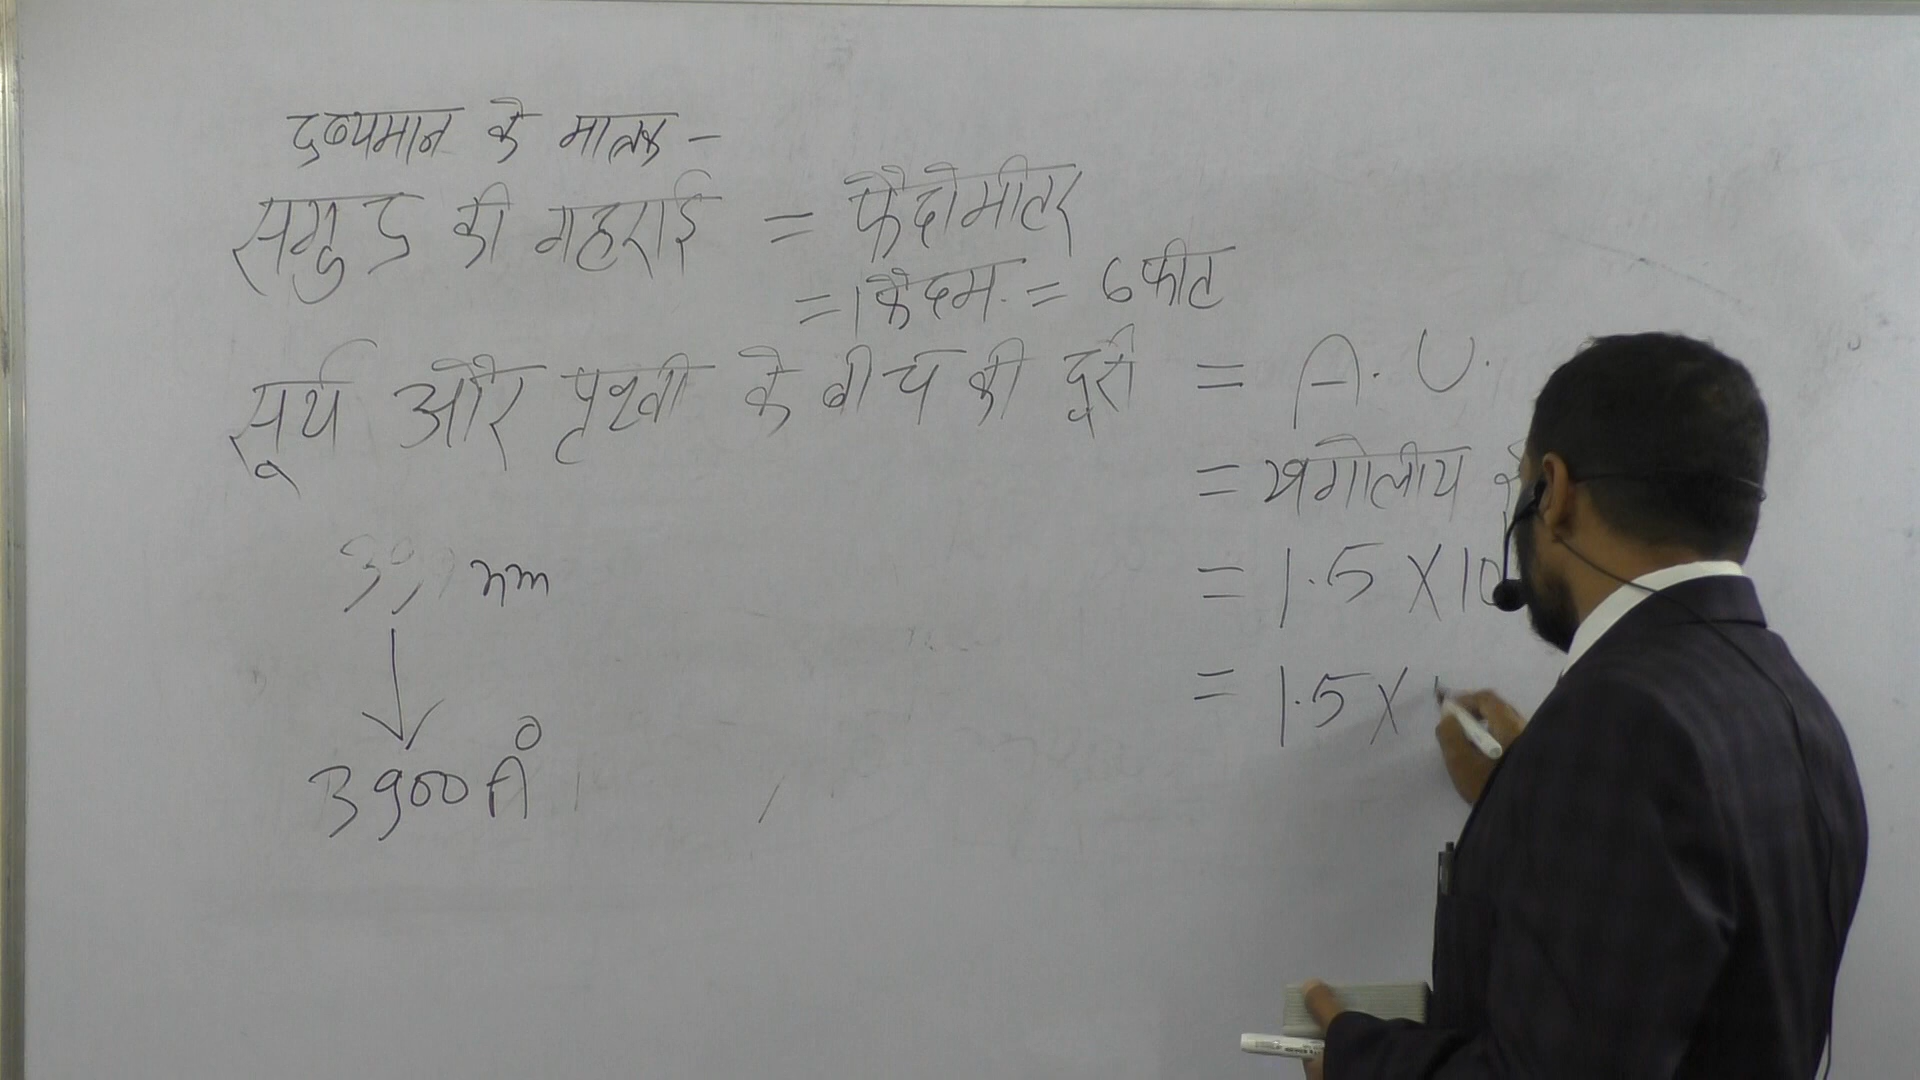 द्रव्यमान के मात्रक -
समुद्र की गहराई = फैदोमीटर
= 1 फैदम = 6 फीट
सूर्य और पृथ्वी के बीच की दूरी = A.U.
= खगोलीय
= 1.5 X 10
= 1.5 X
nm
3900 Å